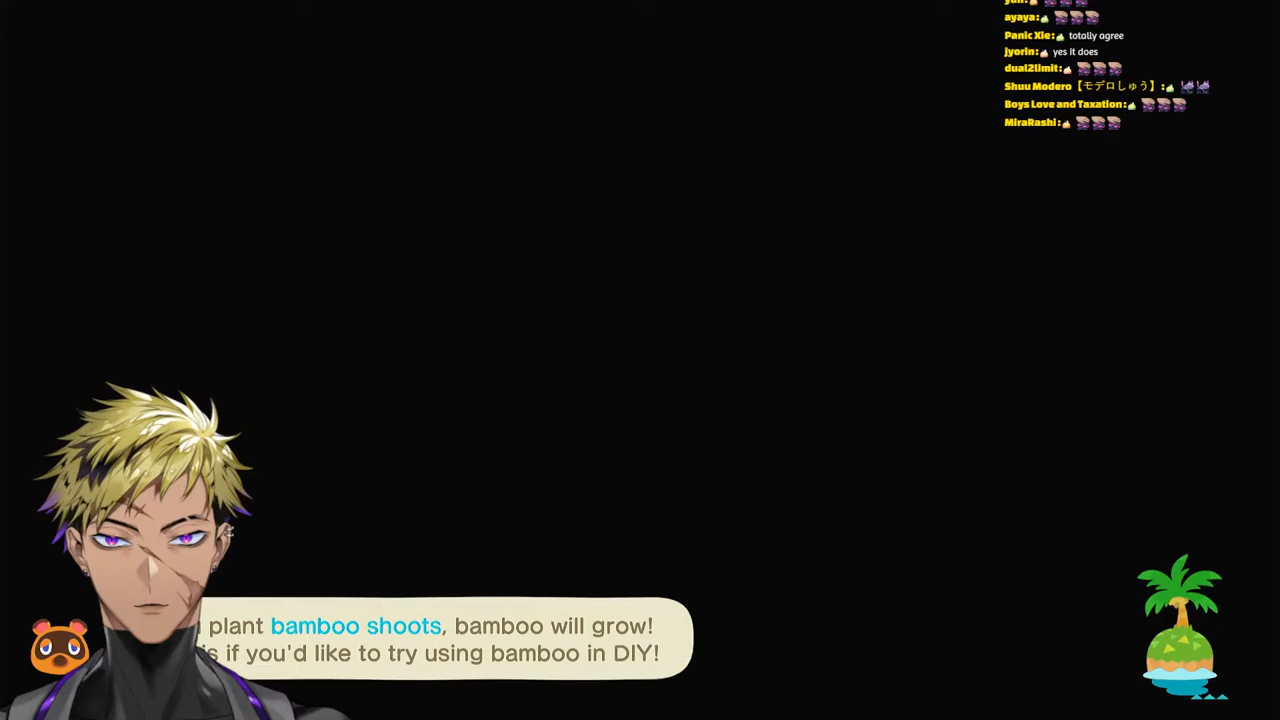 ayaya:
Panic Xle: totally agree
jyorin: yes it does
dual2limit:
Shuu Modero【モデロしゅう】:
Boys Love and Taxation:
MiraRashi:
plant bamboo shoots, bamboo will grow!
is if you'd like to try using bamboo in DIY!